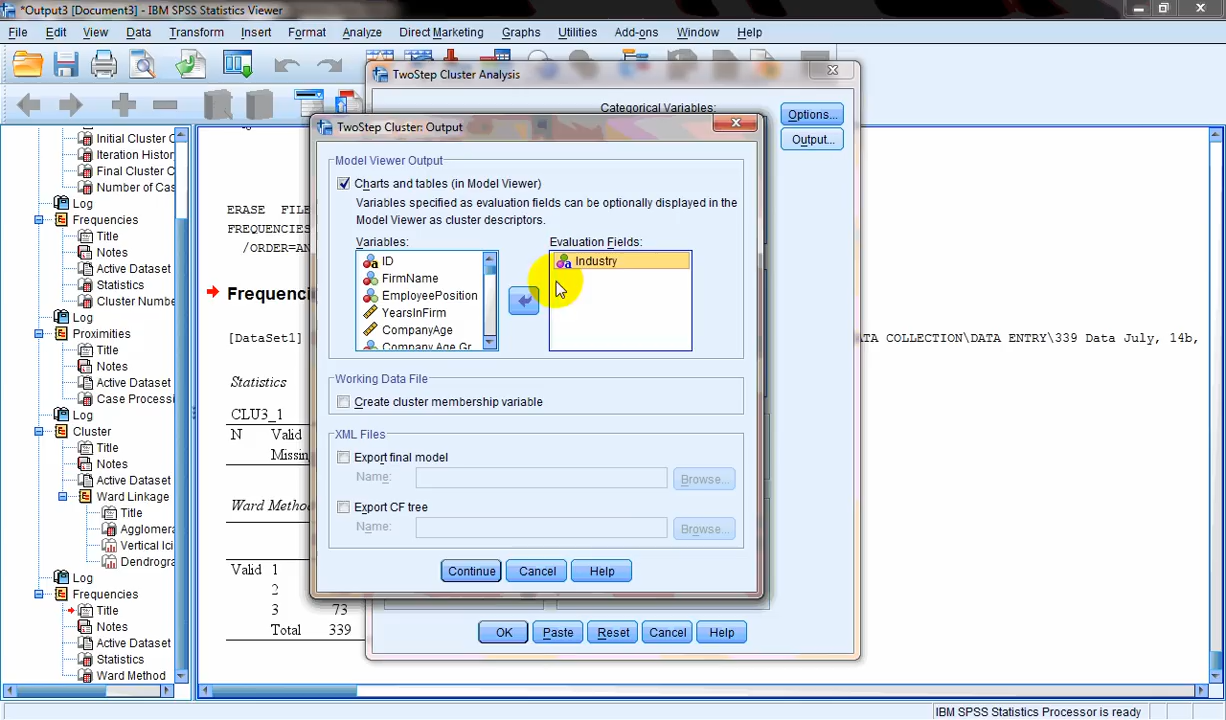 *Output3 [Document3] - IBM SPSS Statistics Viewer
File Edit View Data Transform Insert Format Analyze Direct Marketing Graphs Utilities Add-ons Window Help
TwoStep Cluster Analysis
Categorical Variables:
Options...
Output...
TwoStep Cluster: Output
Model Viewer Output
Charts and tables (in Model Viewer)
Variables specified as evaluation fields can be optionally displayed in the
Model Viewer as cluster descriptors.
Variables:
ID
FirmName
EmployeePosition
YearsInFirm
CompanyAge
Company Age Gr
Evaluation Fields:
Industry
Working Data File
Create cluster membership variable
XML Files
Export final model
Name:
Browse...
Export CF tree
Name:
Browse...
Continue Cancel Help
OK Paste Reset Cancel Help
Initial Cluster C
Iteration Histor
Final Cluster C
Number of Cas
Log
Frequencies
Title
Notes
Active Dataset
Statistics
Cluster Numbe
Log
Proximities
Title
Notes
Active Dataset
Case Processi
Log
Cluster
Title
Notes
Active Dataset
Ward Linkage
Title
Agglomera
Vertical Ici
Dendrogra
Log
Frequencies
Title
Notes
Active Dataset
Statistics
Ward Method
ERASE FILE
FREQUENCIES
/ORDER=AN
Frequenci
[DataSet1]
ATA COLLECTION\DATA ENTRY\339 Data July, 14b,
Statistics
CLU3_1
N Valid
Missin
Ward Metho
Valid 1
2
3 73
Total 339
IBM SPSS Statistics Processor is ready